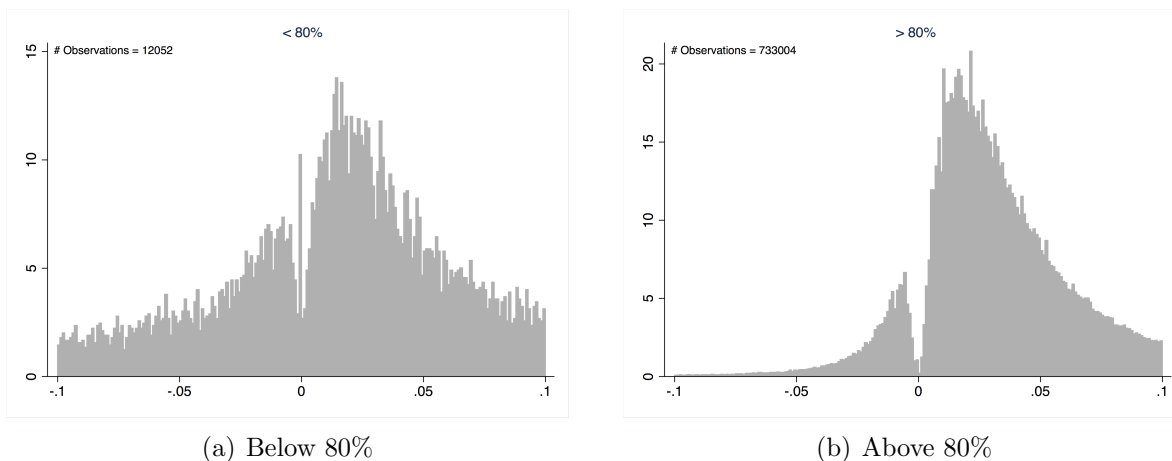 < 80%
# Observations = 12052
15
10
5
0
-.1 -.05 0 .05 .1
(a) Below 80%
> 80%
# Observations = 733004
20
15
10
5
0
-.1 -.05 0 .05 .1
(b) Above 80%